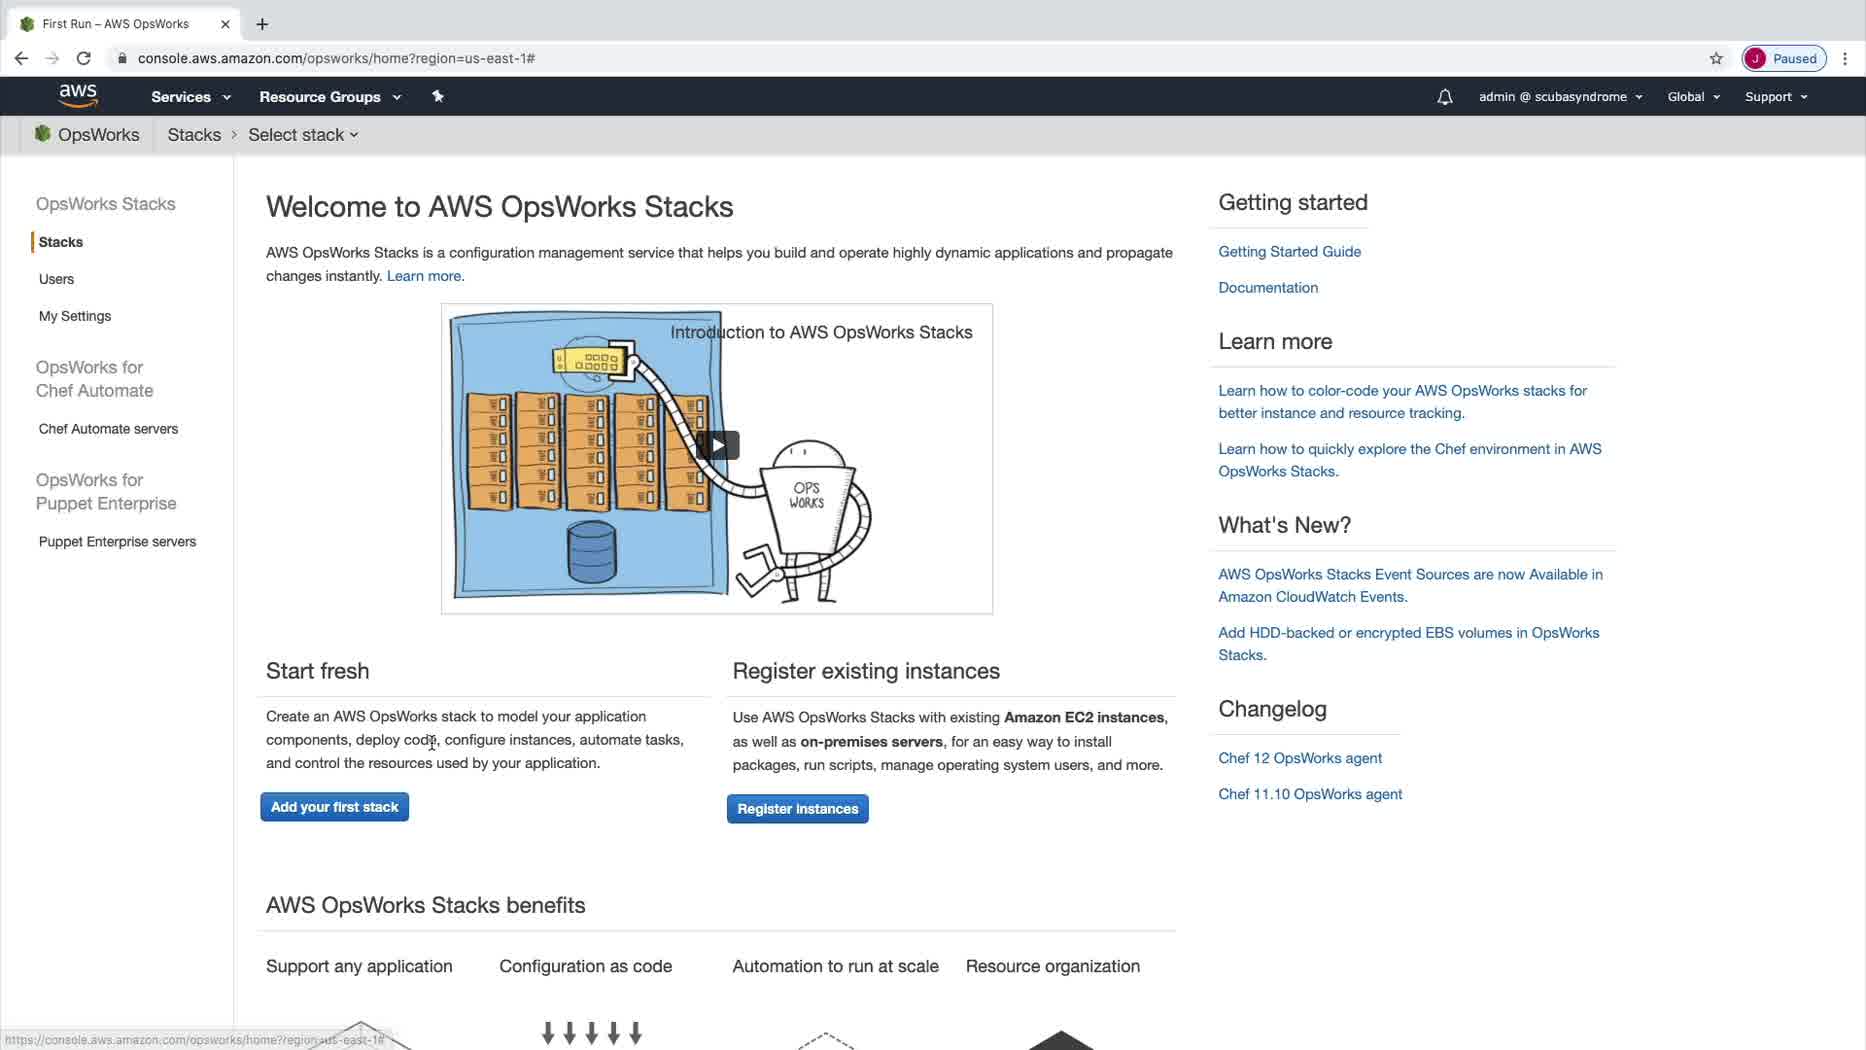 First Run – AWS OpsWorks
console.aws.amazon.com/opsworks/home?region=us-east-1#
J Paused
aws
Services
Resource Groups
admin @ scubasyndrome
Global
Support
OpsWorks
Stacks > Select stack
OpsWorks Stacks
Stacks
Users
My Settings
OpsWorks for
Chef Automate
Chef Automate servers
OpsWorks for
Puppet Enterprise
Puppet Enterprise servers
Welcome to AWS OpsWorks Stacks
AWS OpsWorks Stacks is a configuration management service that helps you build and operate highly dynamic applications and propagate
changes instantly. Learn more.
Introduction to AWS OpsWorks Stacks
OPS
WORKS
Start fresh
Create an AWS OpsWorks stack to model your application
components, deploy code, configure instances, automate tasks,
and control the resources used by your application.
Add your first stack
Register existing instances
Use AWS OpsWorks Stacks with existing Amazon EC2 instances,
as well as on-premises servers, for an easy way to install
packages, run scripts, manage operating system users, and more.
Register instances
AWS OpsWorks Stacks benefits
Support any application
Configuration as code
Automation to run at scale
Resource organization
Getting started
Getting Started Guide
Documentation
Learn more
Learn how to color-code your AWS OpsWorks stacks for
better instance and resource tracking.
Learn how to quickly explore the Chef environment in AWS
OpsWorks Stacks.
What's New?
AWS OpsWorks Stacks Event Sources are now Available in
Amazon CloudWatch Events.
Add HDD-backed or encrypted EBS volumes in OpsWorks
Stacks.
Changelog
Chef 12 OpsWorks agent
Chef 11.10 OpsWorks agent
https://console.aws.amazon.com/opsworks/home?region=us-east-1#